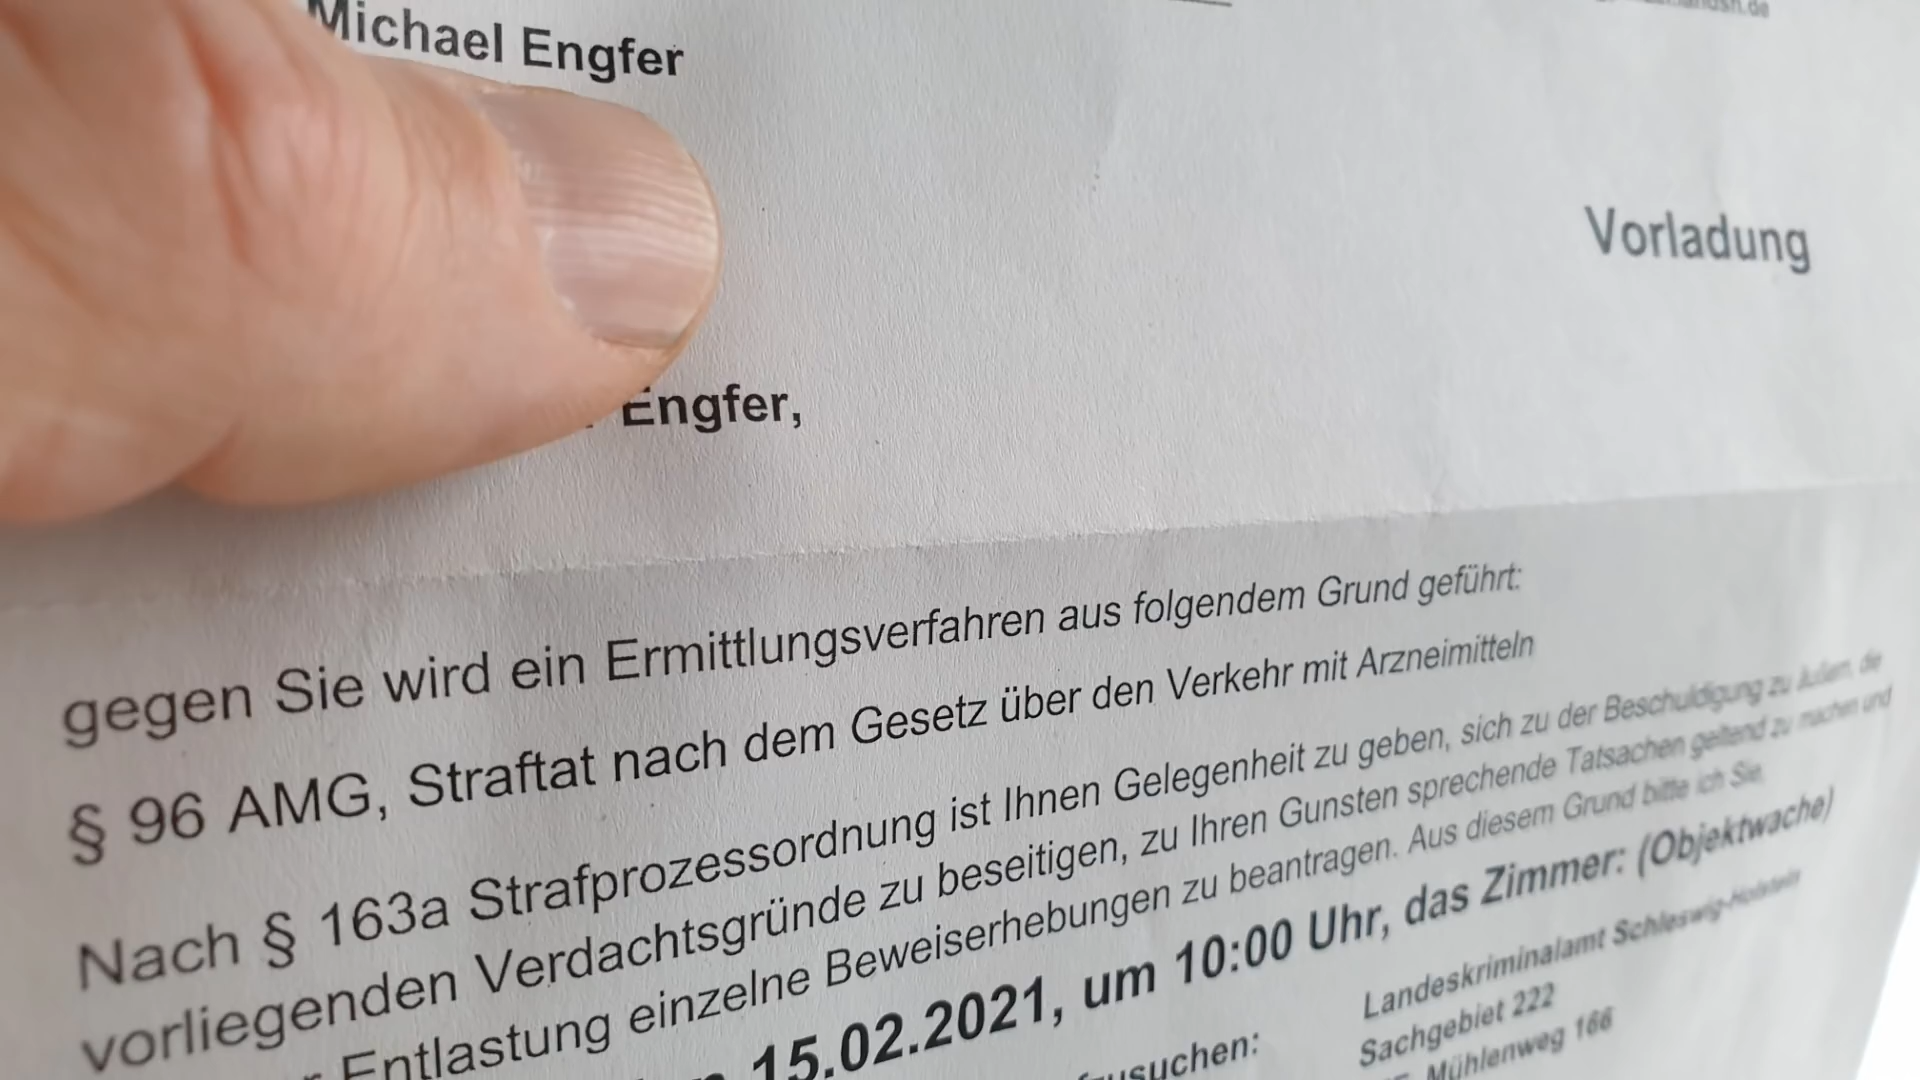 Michael Engfer
Vorladung
Engfer,
gegen Sie wird ein Ermittlungsverfahren aus folgendem Grund geführt:
§ 96 AMG, Straftat nach dem Gesetz über den Verkehr mit Arzneimitteln
Nach § 163a Strafprozessordnung ist Ihnen Gelegenheit zu geben, sich zu der Beschuldigung zu äußern, die
vorliegenden Verdachtsgründe zu beseitigen, zu Ihren Gunsten sprechende Tatsachen geltend zu machen und
Entlastung einzelne Beweiserhebungen zu beantragen. Aus diesem Grund bitte ich Sie,
15.02.2021, um 10:00 Uhr, das Zimmer: (Objektwache)
Landeskriminalamt Schleswig-Holstein
Sachgebiet 222
Mühlenweg 166